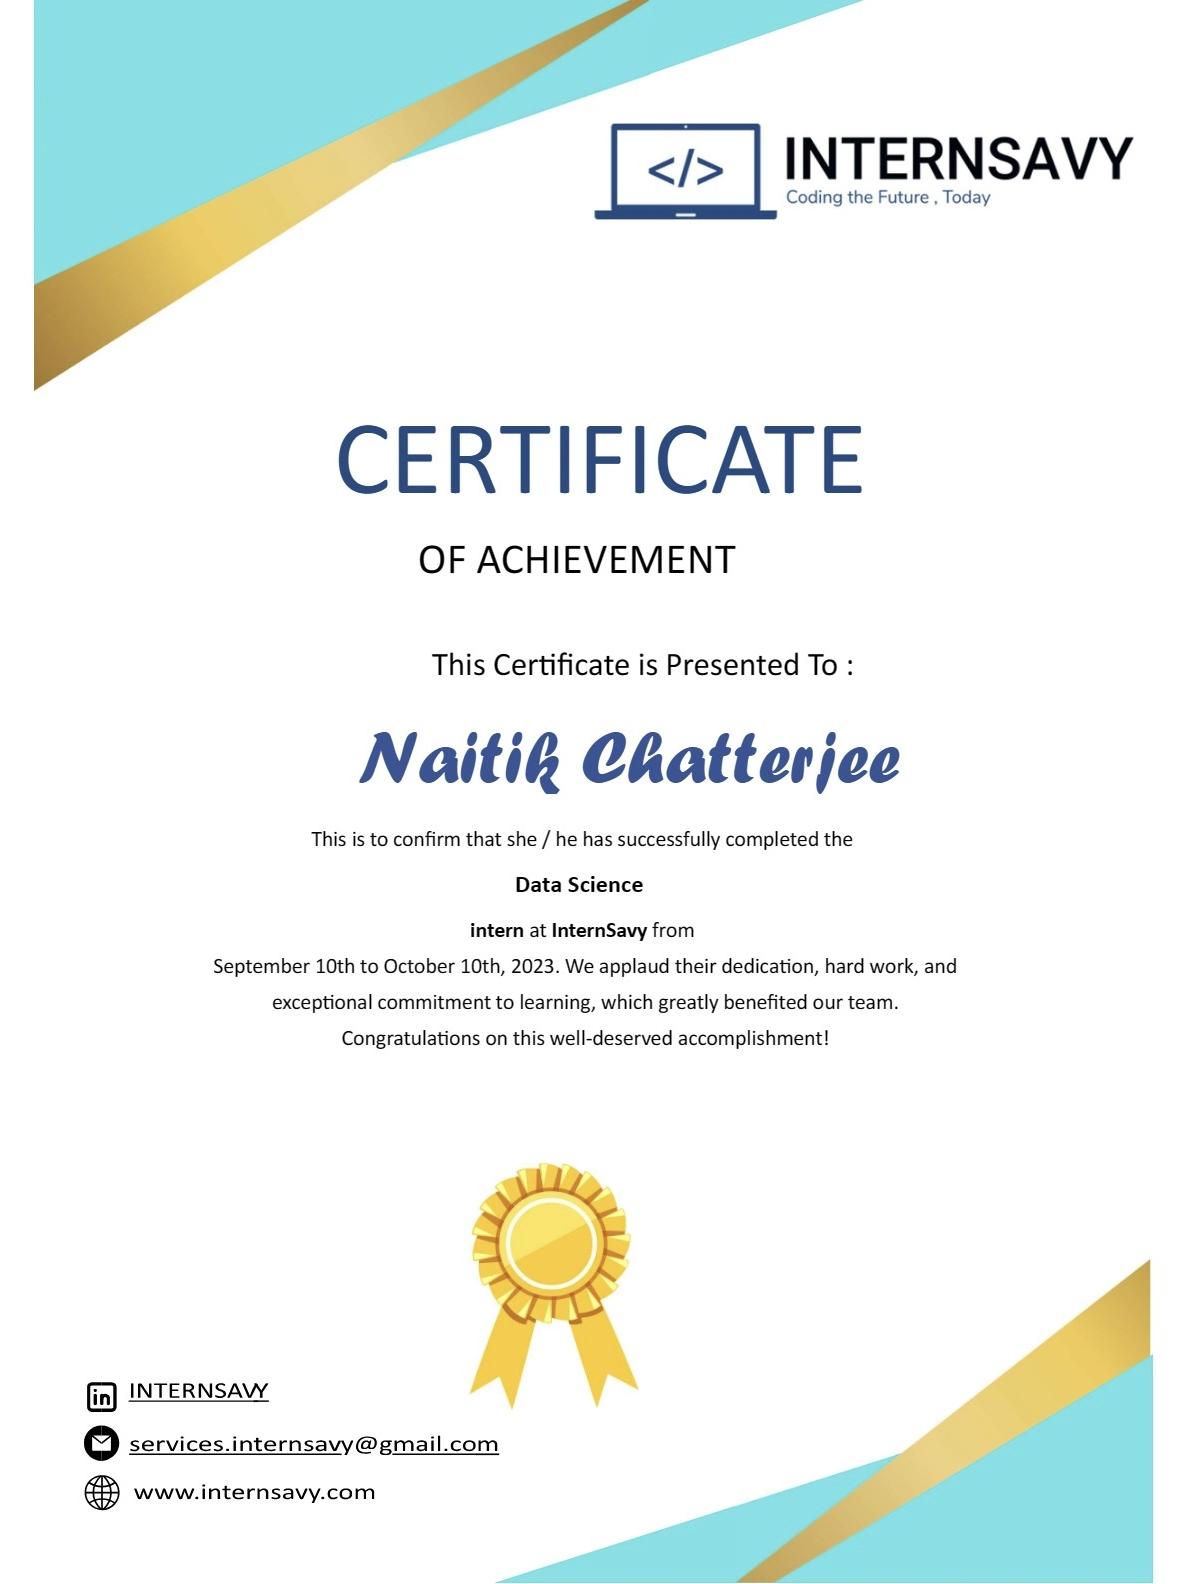 </>
INTERNSAVY
Coding the Future , Today
CERTIFICATE
OF ACHIEVEMENT
This Certificate is Presented To :
Naitik Chatterjee
This is to confirm that she / he has successfully completed the
Data Science
intern at InternSavy from
September 10th to October 10th, 2023. We applaud their dedication, hard work, and
exceptional commitment to learning, which greatly benefited our team.
Congratulations on this well-deserved accomplishment!
in INTERNSAVY
services.internsavy@gmail.com
www.internsavy.com